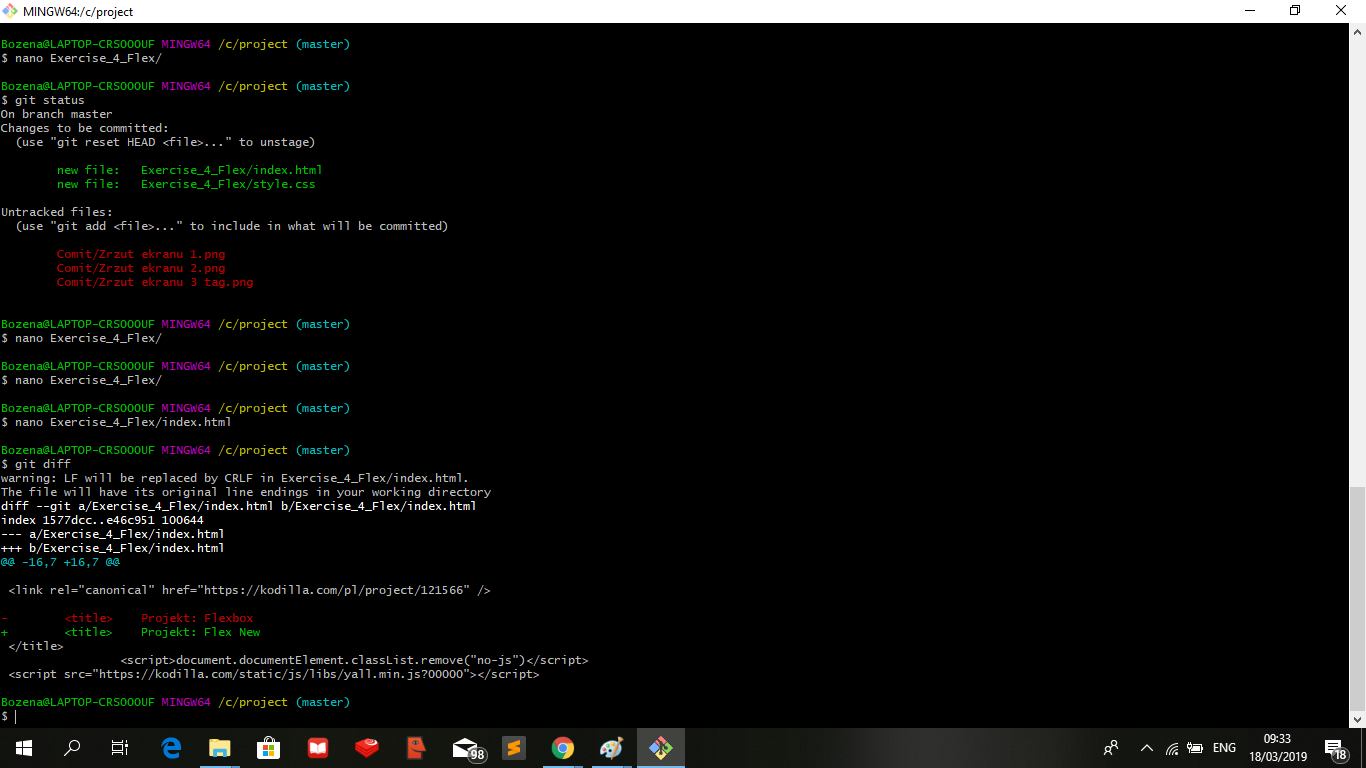 MINGW64:/c/project
Bozena@LAPTOP-CRSOOOUF MINGW64 /c/project (master)
$ nano Exercise_4_Flex/
Bozena@LAPTOP-CRSOOOUF MINGW64 /c/project (master)
$ git status
On branch master
Changes to be committed:
  (use "git reset HEAD <file>..." to unstage)
        new file:   Exercise_4_Flex/index.html
        new file:   Exercise_4_Flex/style.css
Untracked files:
  (use "git add <file>..." to include in what will be committed)
        Comit/Zrzut ekranu 1.png
        Comit/Zrzut ekranu 2.png
        Comit/Zrzut ekranu 3 tag.png
Bozena@LAPTOP-CRSOOOUF MINGW64 /c/project (master)
$ nano Exercise_4_Flex/
Bozena@LAPTOP-CRSOOOUF MINGW64 /c/project (master)
$ nano Exercise_4_Flex/
Bozena@LAPTOP-CRSOOOUF MINGW64 /c/project (master)
$ nano Exercise_4_Flex/index.html
Bozena@LAPTOP-CRSOOOUF MINGW64 /c/project (master)
$ git diff
warning: LF will be replaced by CRLF in Exercise_4_Flex/index.html.
The file will have its original line endings in your working directory
diff --git a/Exercise_4_Flex/index.html b/Exercise_4_Flex/index.html
index 1577dcc..e46c951 100644
--- a/Exercise_4_Flex/index.html
+++ b/Exercise_4_Flex/index.html
@@ -16,7 +16,7 @@
 <link rel="canonical" href="https://kodilla.com/pl/project/121566" />
-        <title>    Projekt: Flexbox
+        <title>    Projekt: Flex New
 </title>
                 <script>document.documentElement.classList.remove("no-js")</script>
 <script src="https://kodilla.com/static/js/libs/yall.min.js?00000"></script>
Bozena@LAPTOP-CRSOOOUF MINGW64 /c/project (master)
$
98
ENG
09:33
18/03/2019
18